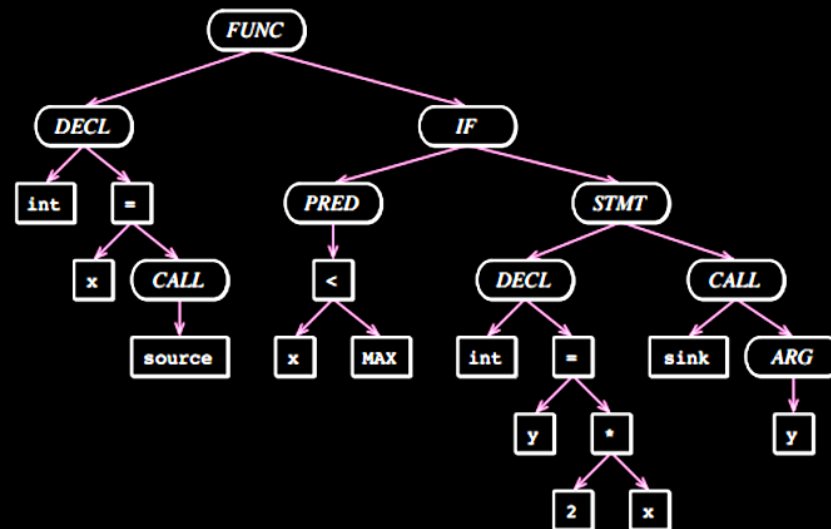 FUNC
DECL IF
int = PRED STMT
x CALL < DECL CALL
source x MAX int = sink ARG
y * y
2 x